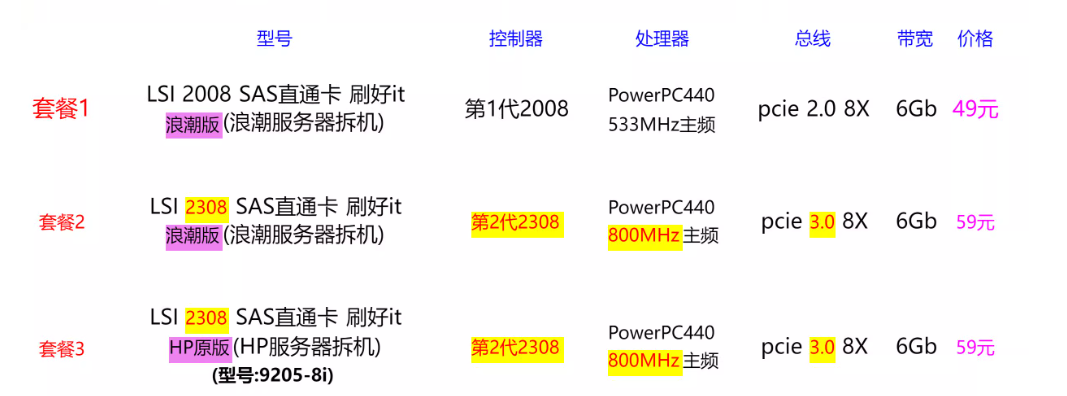 型号 控制器 处理器 总线 带宽 价格
套餐1 LSI 2008 SAS直通卡 刷好it 第1代2008 PowerPC440 pcie 2.0 8X 6Gb 49元
浪潮版(浪潮服务器拆机) 533MHz主频
套餐2 LSI 2308 SAS直通卡 刷好it 第2代2308 PowerPC440 pcie 3.0 8X 6Gb 59元
浪潮版(浪潮服务器拆机) 800MHz主频
套餐3 LSI 2308 SAS直通卡 刷好it 第2代2308 PowerPC440 pcie 3.0 8X 6Gb 59元
HP原版(HP服务器拆机) 800MHz主频
(型号:9205-8i)